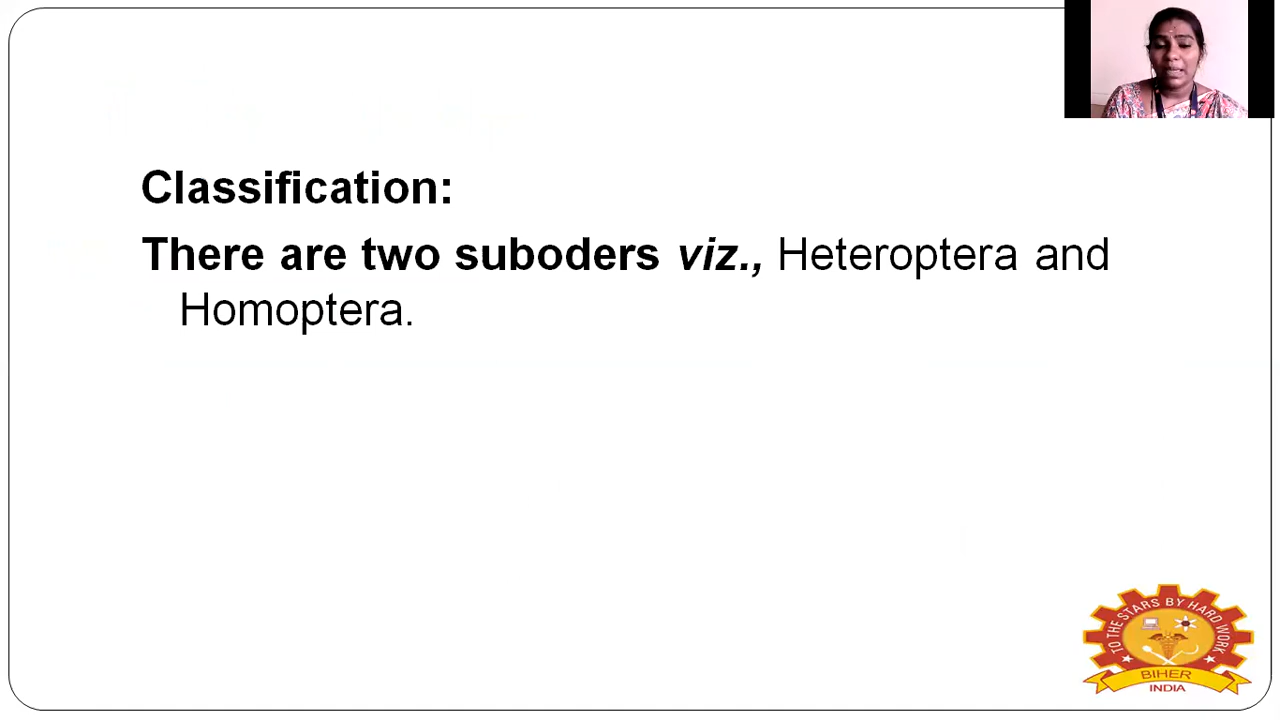 Classification:
There are two suboders viz., Heteroptera and
Homoptera.
TO THE STARS BY HARD WORK
BIHER
INDIA